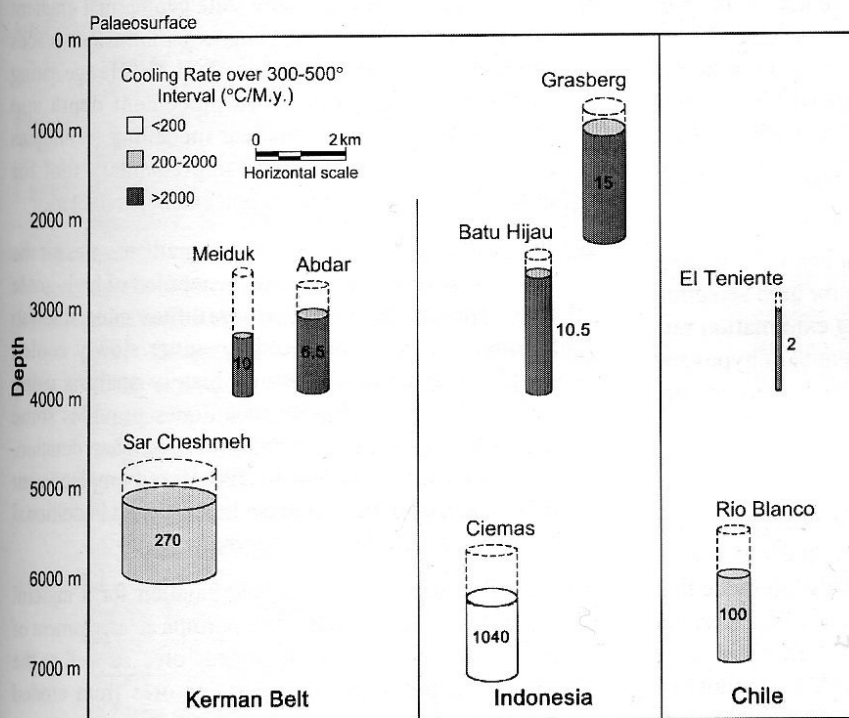 Palaeosurface
0 m
1000 m
2000 m
3000 m
4000 m
5000 m
6000 m
7000 m
Depth
Cooling Rate over 300-500°
Interval (°C/M.y.)
<200
200-2000
>2000
0 2km
Horizontal scale
Meiduk
10
Abdar
6.5
Sar Cheshmeh
270
Kerman Belt
Grasberg
15
Batu Hijau
10.5
Ciemas
1040
Indonesia
El Teniente
2
Rio Blanco
100
Chile